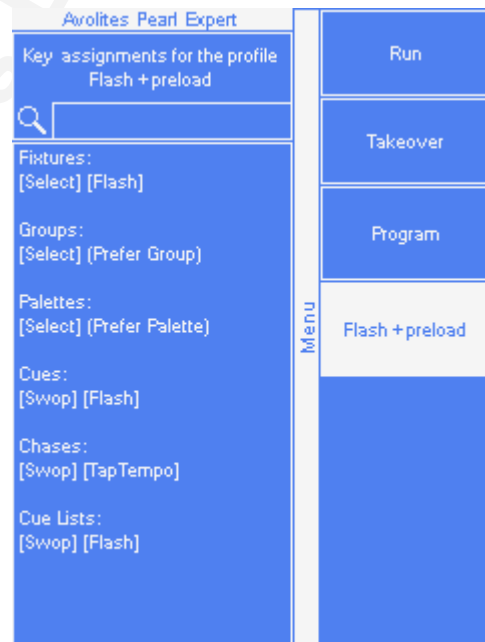 Avolites Pearl Expert
Key assignments for the profile
Flash + preload
Fixtures:
[Select] [Flash]
Groups:
[Select] (Prefer Group)
Palettes:
[Select] (Prefer Palette)
Cues:
[Swop] [Flash]
Chases:
[Swop] [TapTempo]
Cue Lists:
[Swop] [Flash]
Menu
Run
Takeover
Program
Flash + preload